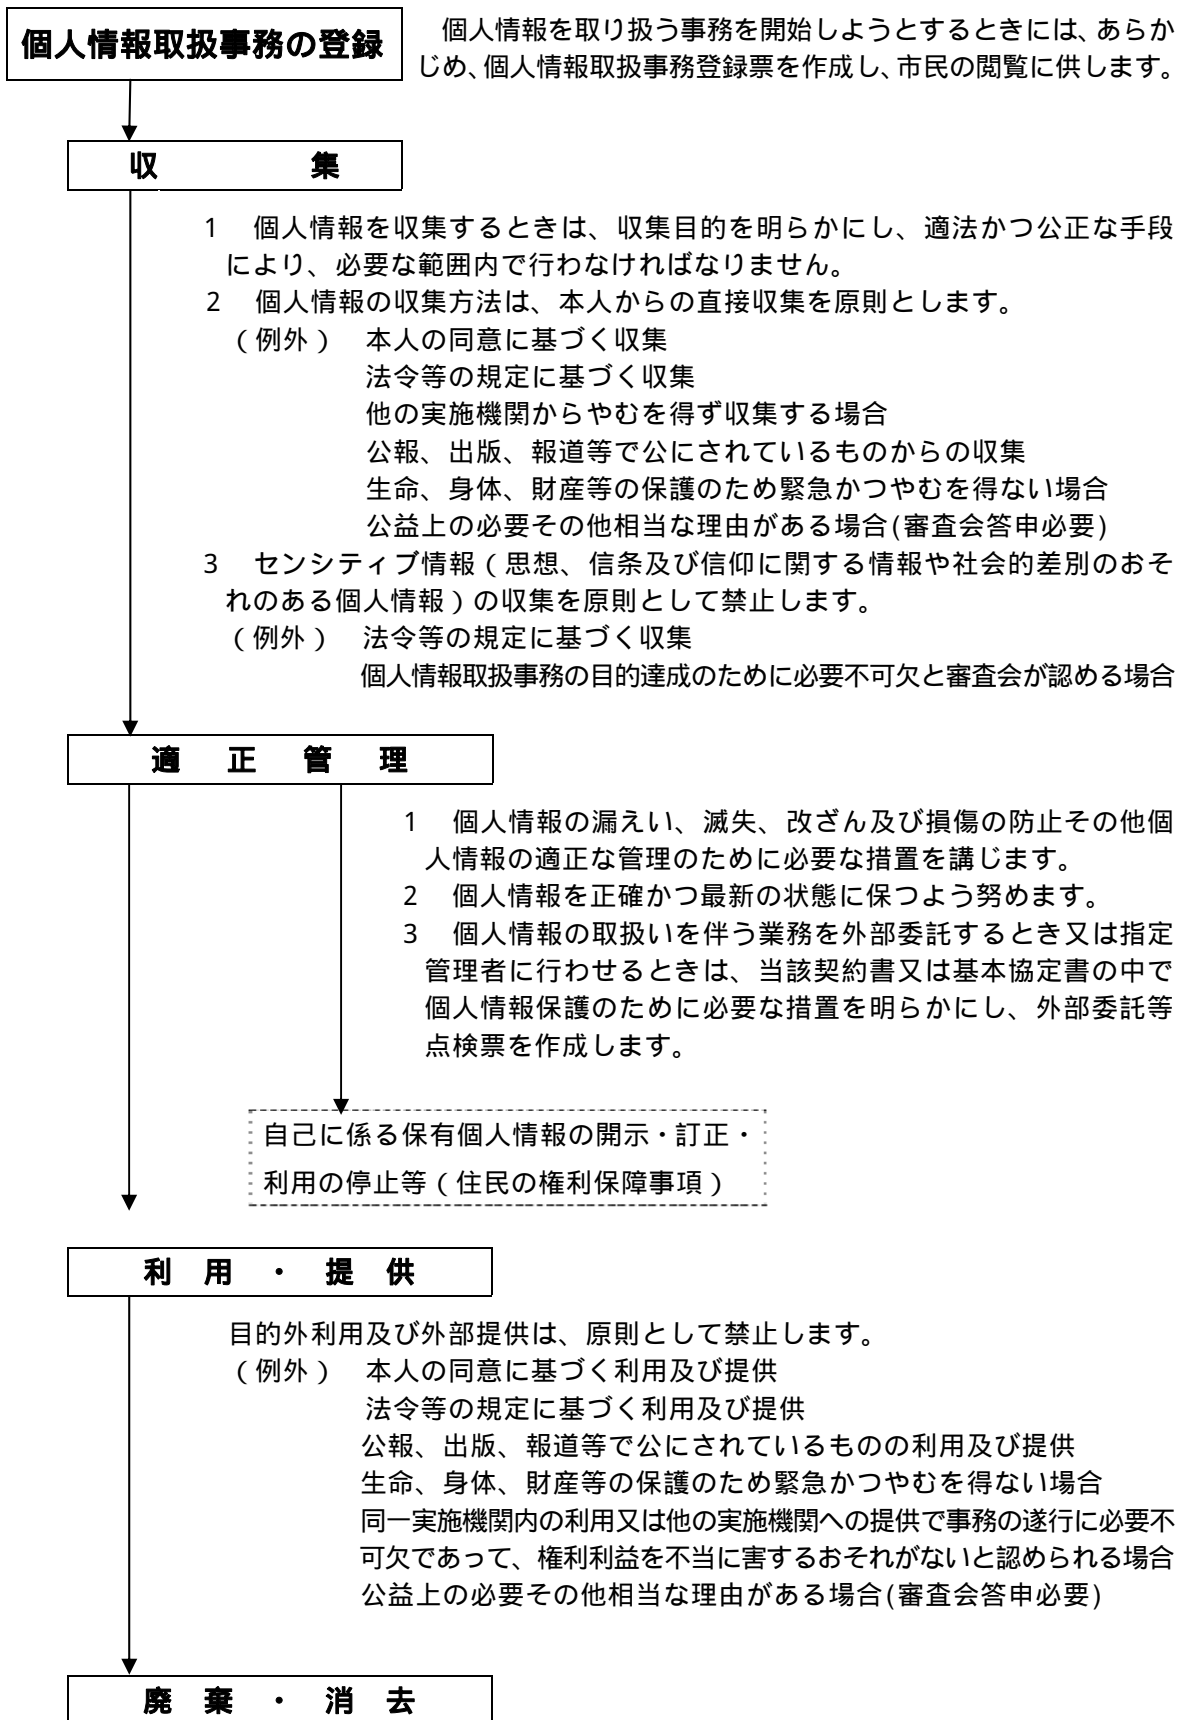 個人情報取扱事務の登録
個人情報を取り扱う事務を開始しようとするときには、あらか
じめ、個人情報取扱事務登録票を作成し、市民の閲覧に供します。
収 集
1 個人情報を収集するときは、収集目的を明らかにし、適法かつ公正な手段
により、必要な範囲内で行わなければなりません。
2 個人情報の収集方法は、本人からの直接収集を原則とします。
(例外) 本人の同意に基づく収集
法令等の規定に基づく収集
他の実施機関からやむを得ず収集する場合
公報、出版、報道等で公にされているものからの収集
生命、身体、財産等の保護のため緊急かつやむを得ない場合
公益上の必要その他相当な理由がある場合(審査会答申必要)
3 センシティブ情報(思想、信条及び信仰に関する情報や社会的差別のおそ
れのある個人情報)の収集を原則として禁止します。
(例外) 法令等の規定に基づく収集
個人情報取扱事務の目的達成のために必要不可欠と審査会が認める場合
適 正 管 理
1 個人情報の漏えい、滅失、改ざん及び損傷の防止その他個
人情報の適正な管理のために必要な措置を講じます。
2 個人情報を正確かつ最新の状態に保つよう努めます。
3 個人情報の取扱いを伴う業務を外部委託するとき又は指定
管理者に行わせるときは、当該契約書又は基本協定書の中で
個人情報保護のために必要な措置を明らかにし、外部委託等
点検票を作成します。
自己に係る保有個人情報の開示・訂正・
利用の停止等(住民の権利保障事項)
利 用 ・ 提 供
目的外利用及び外部提供は、原則として禁止します。
(例外) 本人の同意に基づく利用及び提供
法令等の規定に基づく利用及び提供
公報、出版、報道等で公にされているものの利用及び提供
生命、身体、財産等の保護のため緊急かつやむを得ない場合
同一実施機関内の利用又は他の実施機関への提供で事務の遂行に必要不
可欠であって、権利利益を不当に害するおそれがないと認められる場合
公益上の必要その他相当な理由がある場合(審査会答申必要)
廃 棄 ・ 消 去